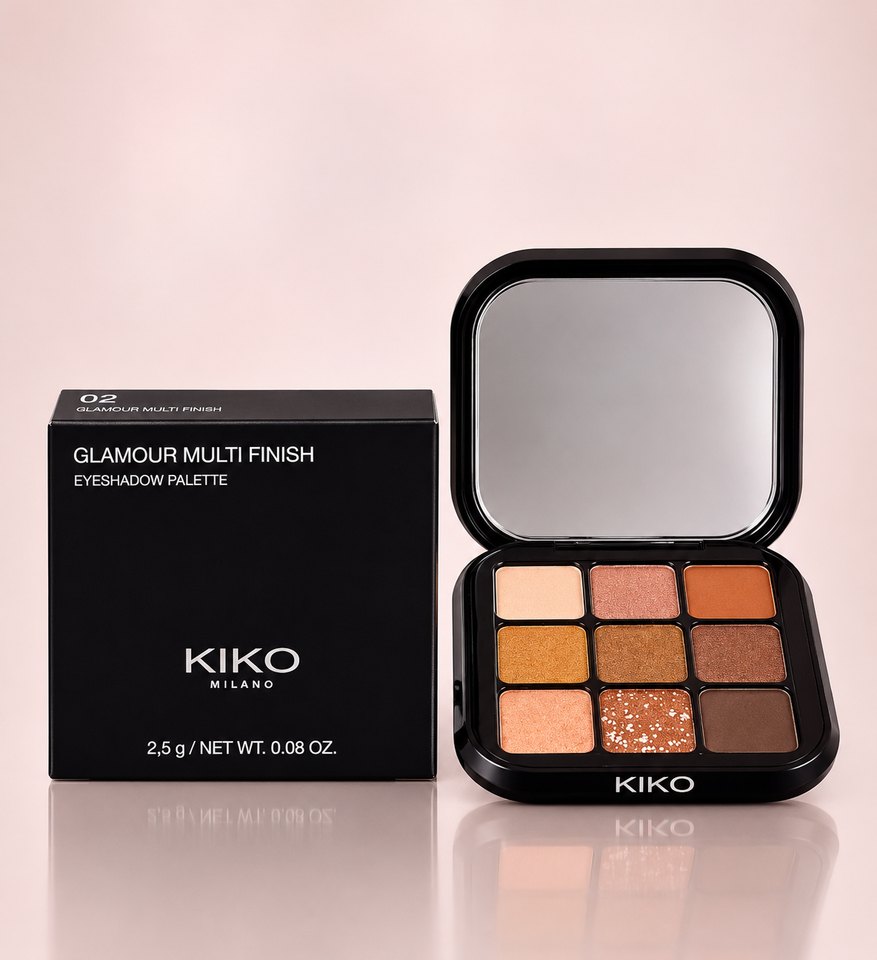 02
GLAMOUR MULTI FINISH
GLAMOUR MULTI FINISH
EYESHADOW PALETTE
KIKO
MILANO
2,5 g / NET WT. 0.08 OZ.
KIKO